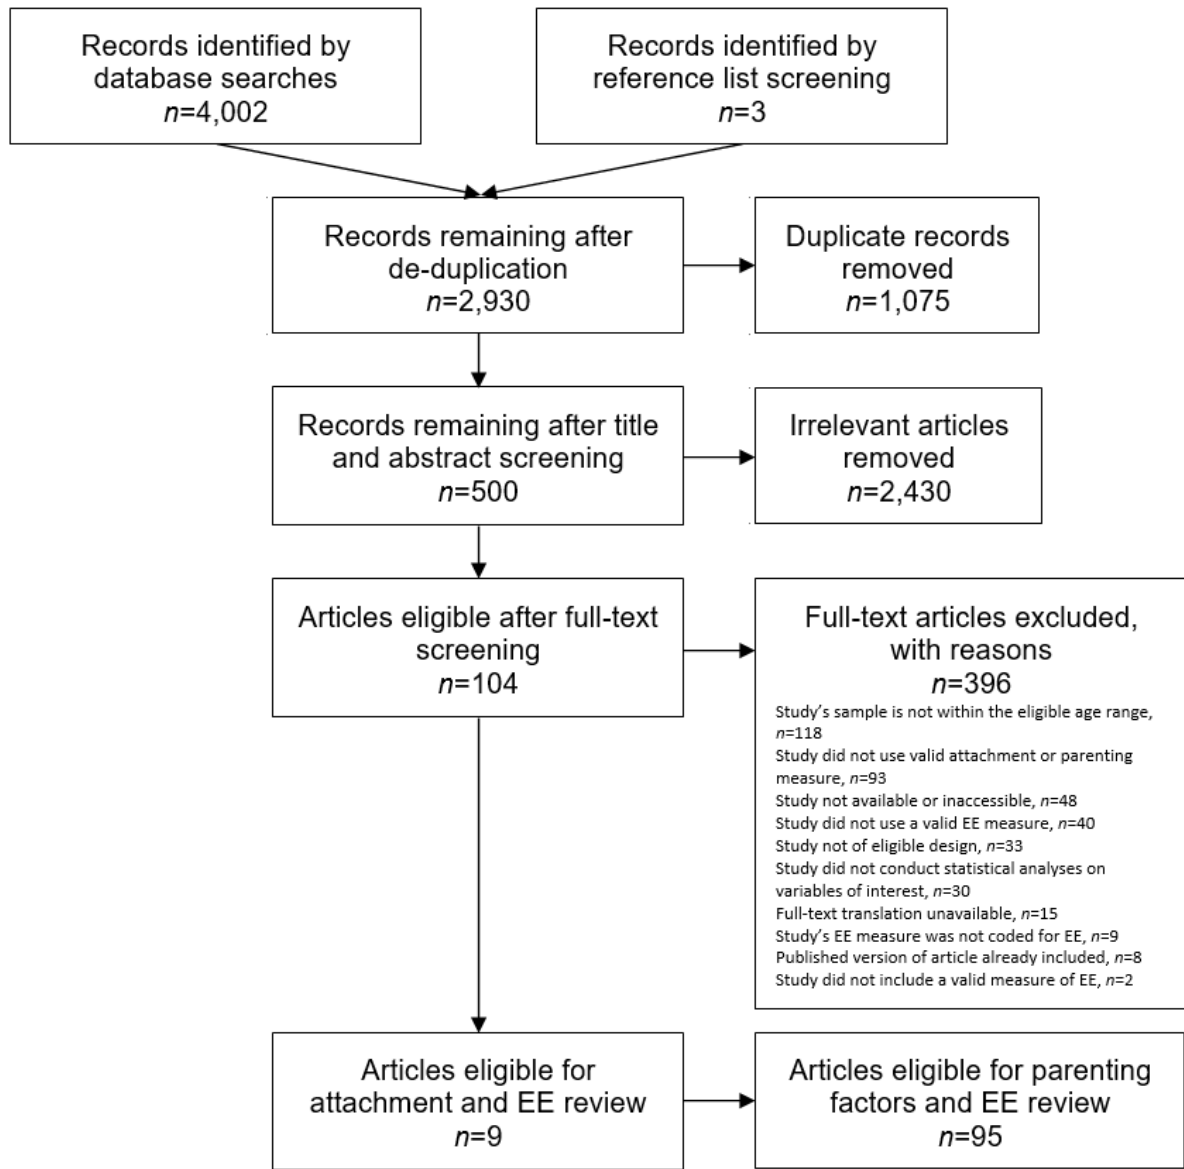 Records identified by
database searches
n=4,002
Records identified by
reference list screening
n=3
Records remaining after
de-duplication
n=2,930
Duplicate records
removed
n=1,075
Records remaining after title
and abstract screening
n=500
Irrelevant articles
removed
n=2,430
Articles eligible after full-text
screening
n=104
Full-text articles excluded,
with reasons
n=396
Study’s sample is not within the eligible age range,
n=118
Study did not use valid attachment or parenting
measure, n=93
Study not available or inaccessible, n=48
Study did not use a valid EE measure, n=40
Study not of eligible design, n=33
Study did not conduct statistical analyses on
variables of interest, n=30
Full-text translation unavailable, n=15
Study’s EE measure was not coded for EE, n=9
Published version of article already included, n=8
Study did not include a valid measure of EE, n=2
Articles eligible for
attachment and EE review
n=9
Articles eligible for parenting
factors and EE review
n=95